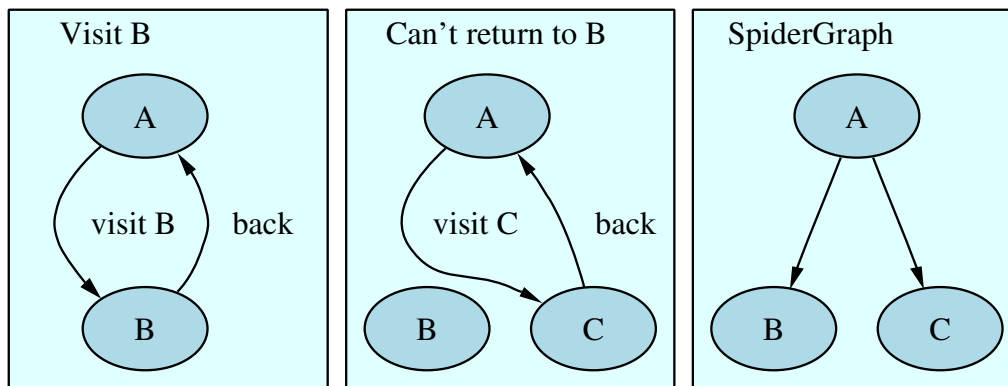 Visit B
A
visit B
back
B
Can't return to B
A
visit C
back
B
C
SpiderGraph
A
B
C